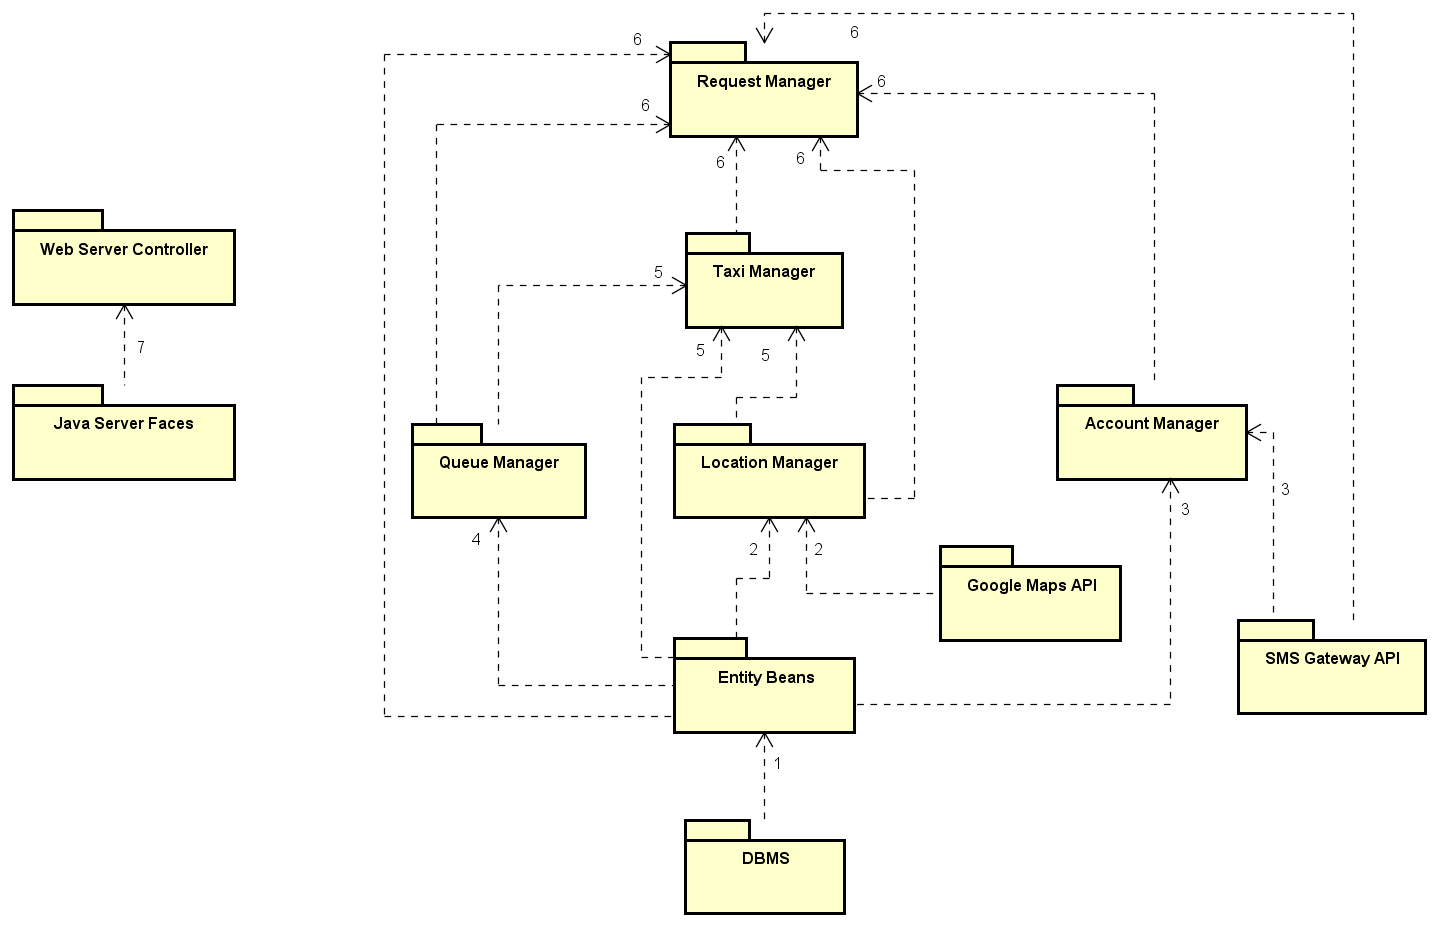 6
6
Request Manager
6
6
6
6
Web Server Controller
Taxi Manager
5
7
5
5
Java Server Faces
Account Manager
Queue Manager
Location Manager
3
3
4
2
2
Google Maps API
SMS Gateway API
Entity Beans
1
DBMS